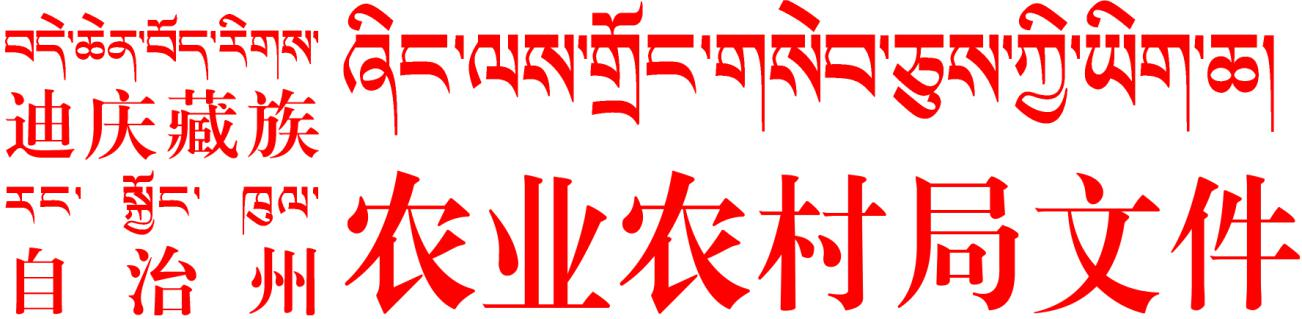 བདེ་ཆེན་བོད་རིགས་
迪庆藏族
རང་ སྐྱོང་ ཁུལ་
自治州
ཞིང་ལས་གྲོང་གསེབ་ཅུས་ཀྱི་ཡིག་ཆ།
农业农村局文件